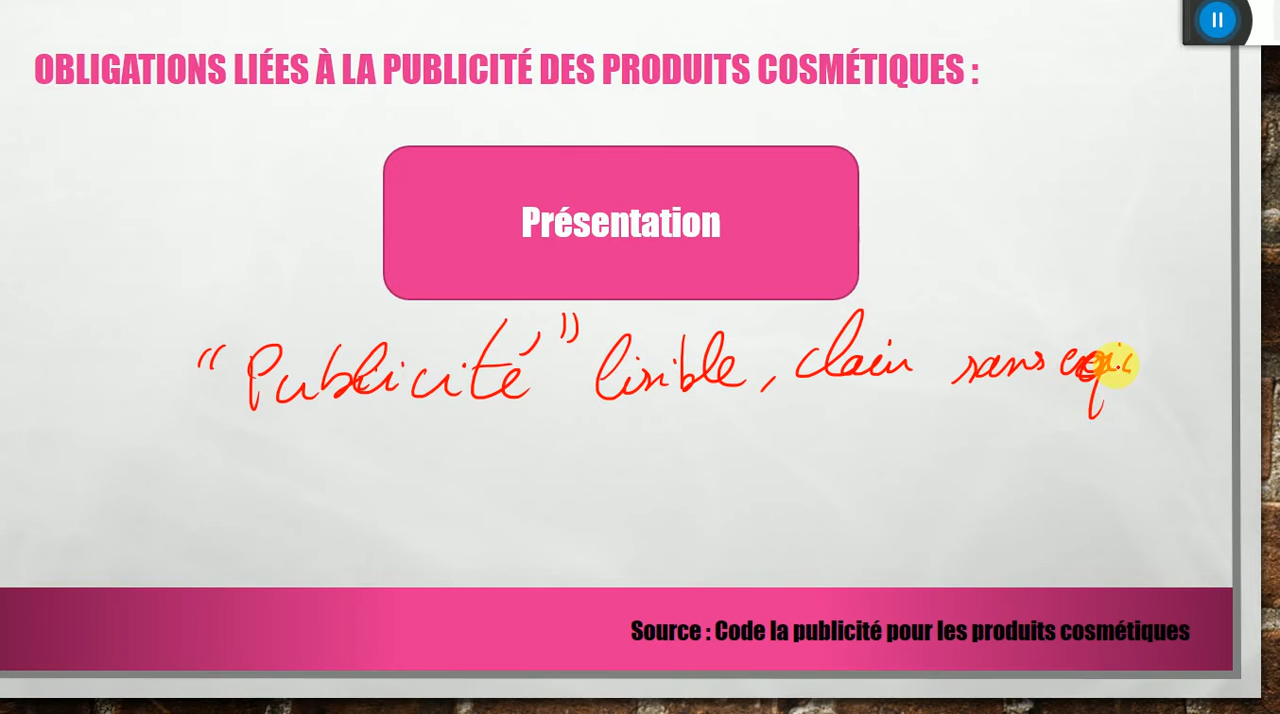 OBLIGATIONS LIÉES À LA PUBLICITÉ DES PRODUITS COSMÉTIQUES :
Présentation
"Publicité" lisible, clair sans
Source : Code la publicité pour les produits cosmétiques